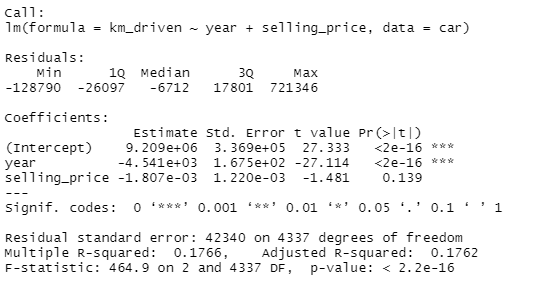 Call:
lm(formula = km_driven ~ year + selling_price, data = car)
Residuals:
Min 1Q Median 3Q Max
-128790 -26097 -6712 17801 721346
Coefficients:
Estimate Std. Error t value Pr(>|t|)
(Intercept) 9.209e+06 3.369e+05 27.333 <2e-16 ***
year -4.541e+03 1.675e+02 -27.114 <2e-16 ***
selling_price -1.807e-03 1.220e-03 -1.481 0.139
---
Signif. codes: 0 ‘***’ 0.001 ‘**’ 0.01 ‘*’ 0.05 ‘.’ 0.1 ‘ ’ 1
Residual standard error: 42340 on 4337 degrees of freedom
Multiple R-squared: 0.1766, Adjusted R-squared: 0.1762
F-statistic: 464.9 on 2 and 4337 DF, p-value: < 2.2e-16